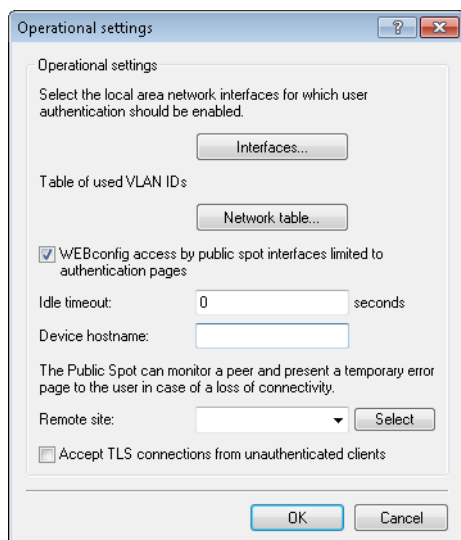 Operational settings
Operational settings
Select the local area network interfaces for which user
authentication should be enabled.
Interfaces...
Table of used VLAN IDs
Network table...
WEBconfig access by public spot interfaces limited to
authentication pages
Idle timeout: 0 seconds
Device hostname:
The Public Spot can monitor a peer and present a temporary error
page to the user in case of a loss of connectivity.
Remote site: Select
Accept TLS connections from unauthenticated clients
OK Cancel